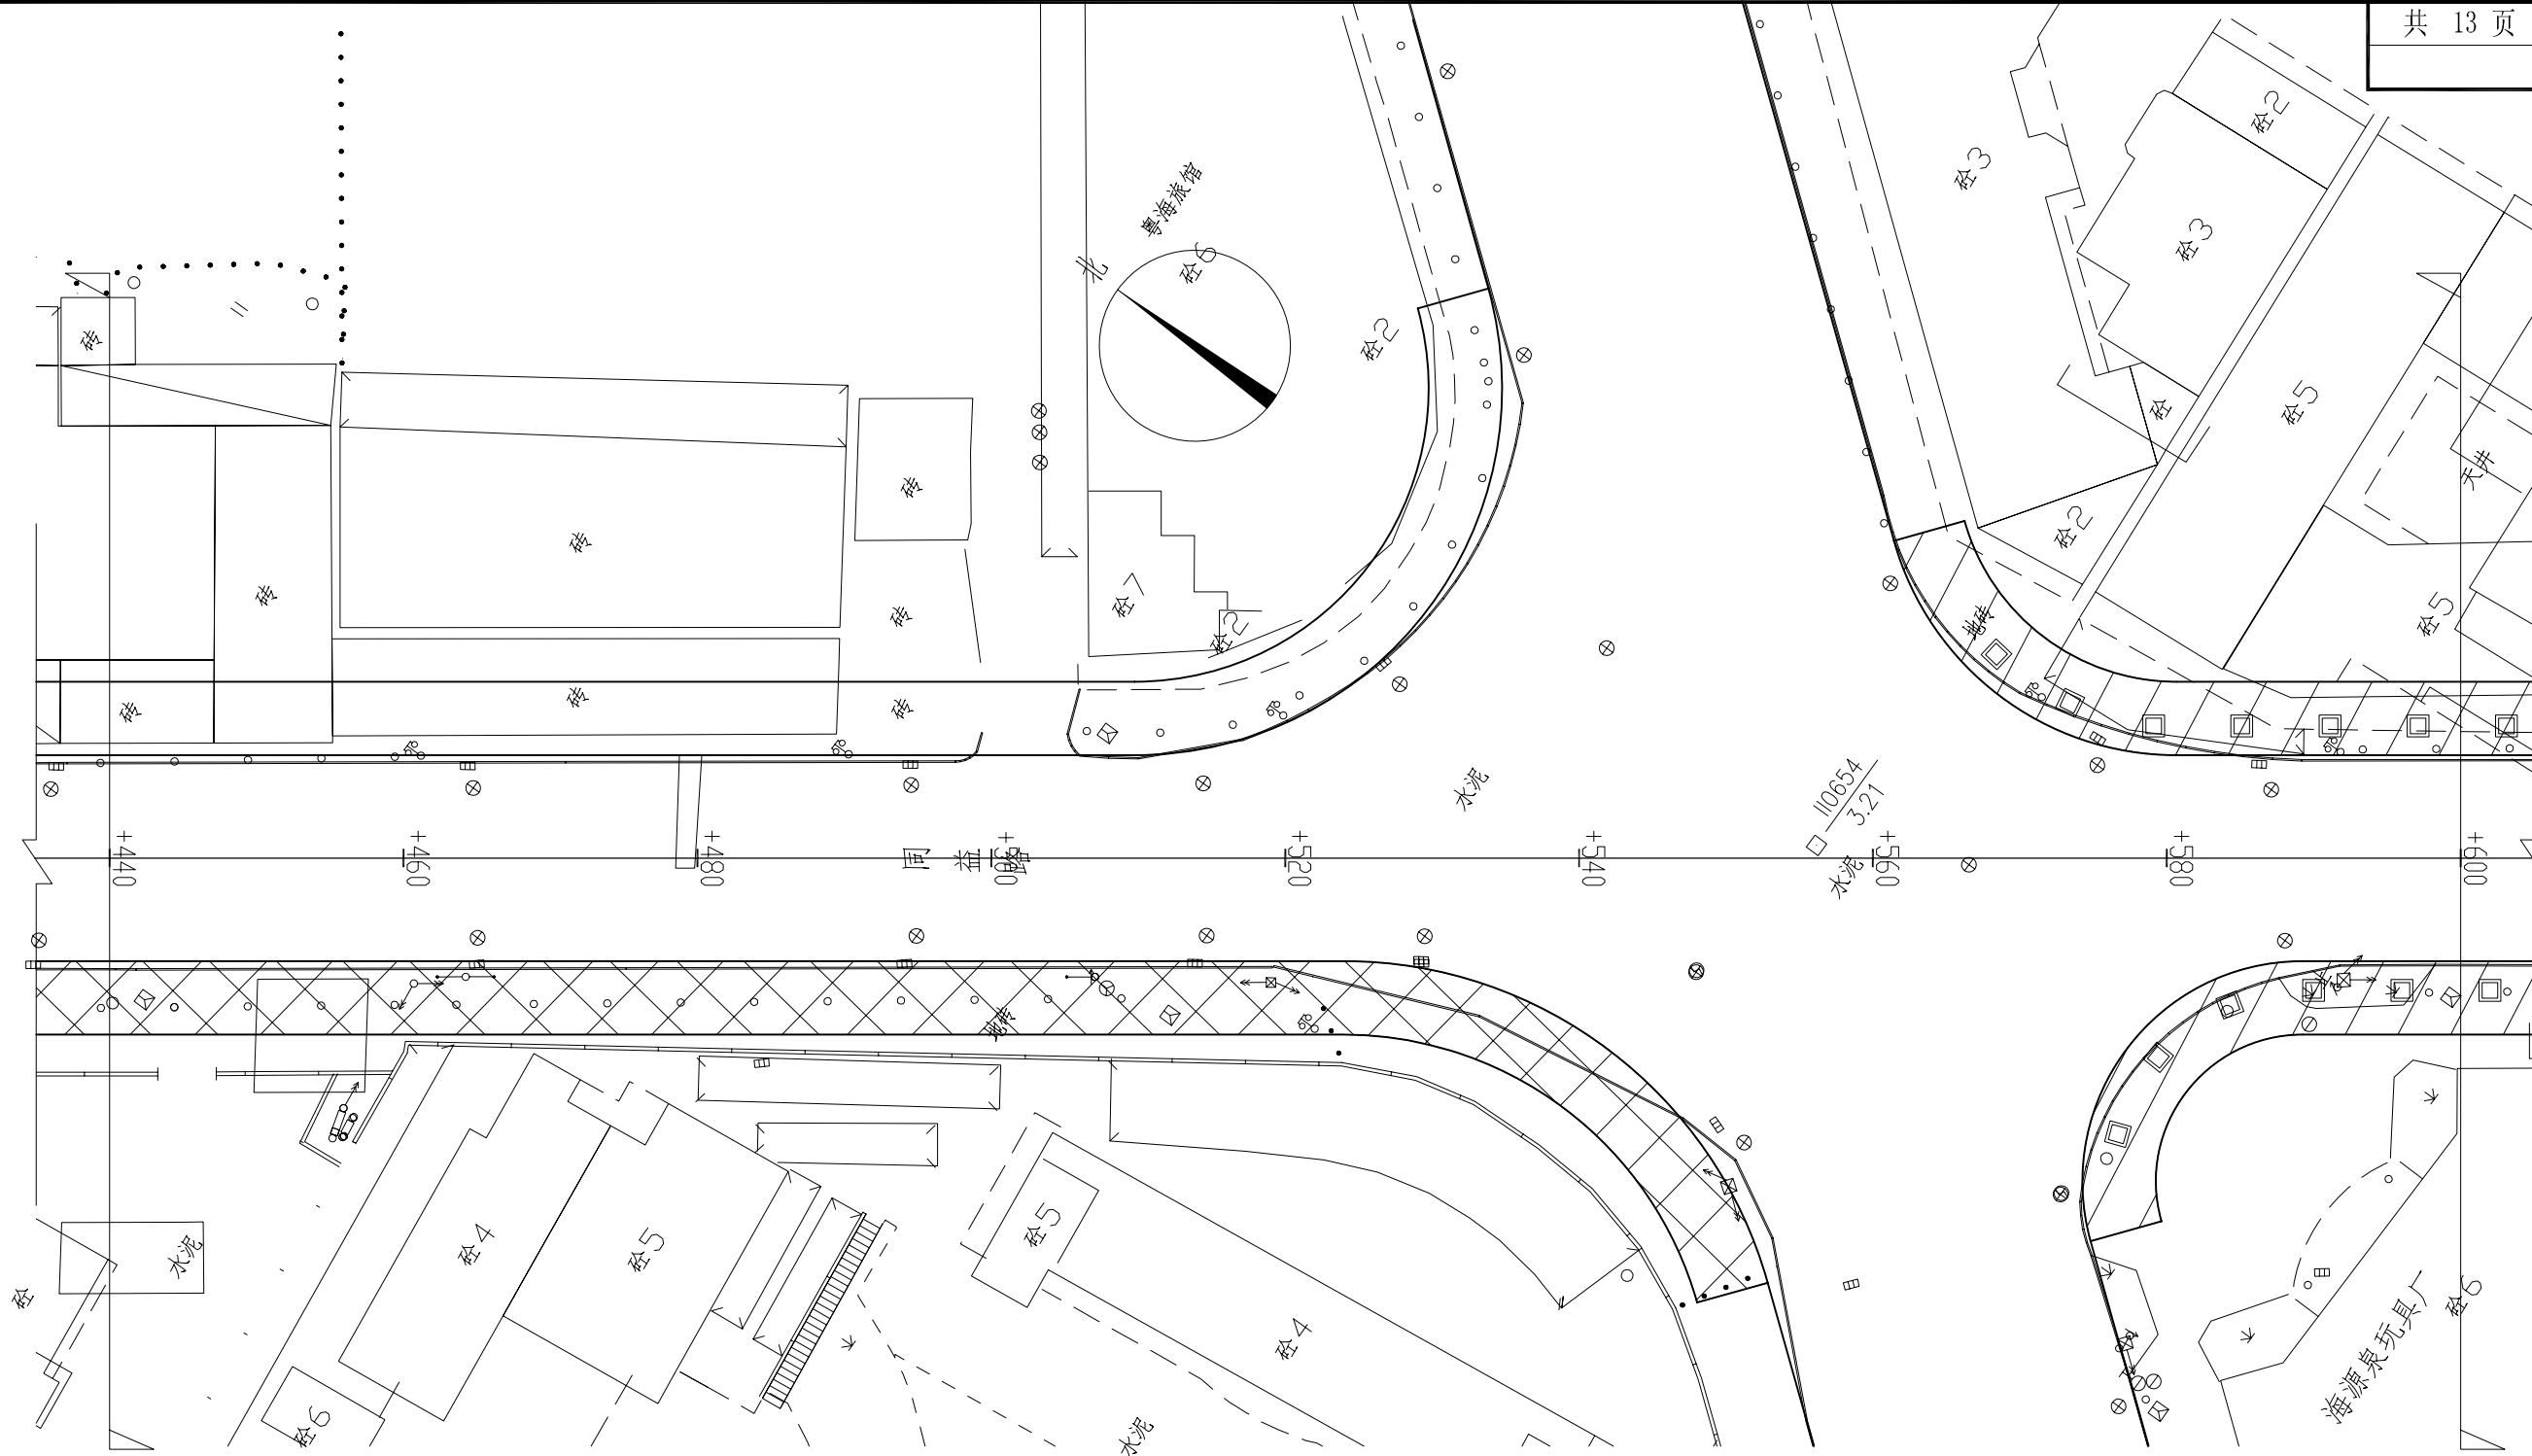 共 13 页
砼2
砼3
砼3
粤海旅馆
砼6
北
砼2
砖
砼
砼5
天井
砖
砖
砼2
砖
砼7
砖
砼5
地砖
砼2
砖
砖
砖
水泥
II0654
3.21
+440
+460
+480
+500
+520
+540
+560
+580
+600
同益路
水泥
地砖
砼4
砼5
砼5
水泥
砼
砼4
砼6
海源泉玩具厂
砼6
水泥